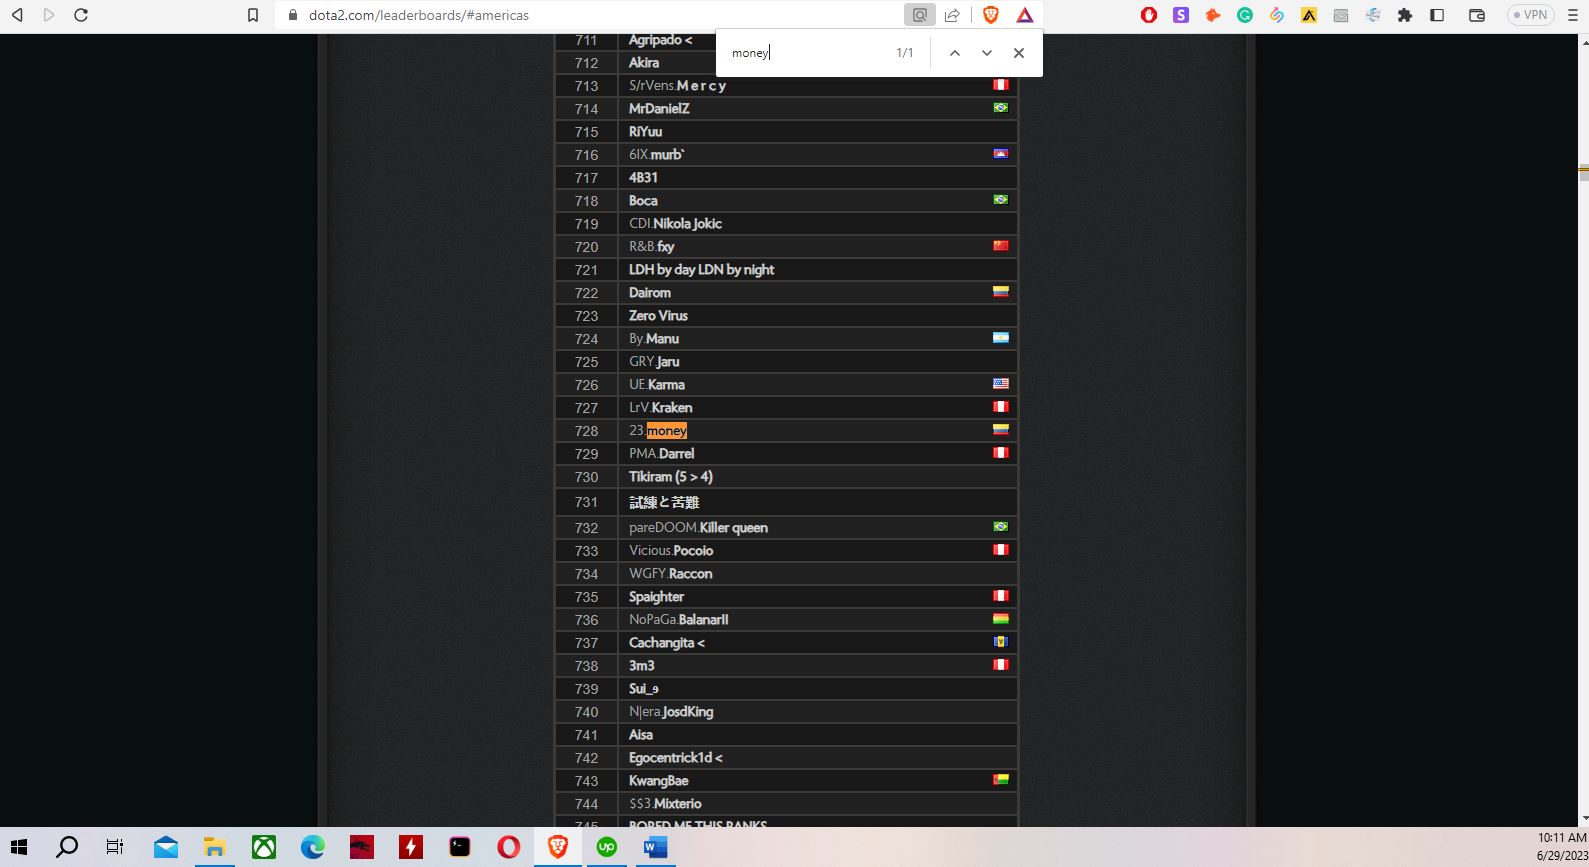 dota2.com/leaderboards/#americas
VPN
money 1/1
711 Agripado <
712 Akira
713 S/rVens.M e r c y
714 MrDanielZ
715 RiYuu
716 6IX.murb`
717 4B31
718 Boca
719 CDI.Nikola Jokic
720 R&B.fxy
721 LDH by day LDN by night
722 Dairom
723 Zero Virus
724 By.Manu
725 GRY.Jaru
726 UE.Karma
727 LrV.Kraken
728 23.money
729 PMA.Darrel
730 Tikiram (5 > 4)
731 試練と苦難
732 pareDOOM.Killer queen
733 Vicious.Pocoio
734 WGFY.Raccon
735 Spaighter
736 NoPaGa.BalanarII
737 Cachangita <
738 3m3
739 Sui_ɘ
740 N|era.JosdKing
741 Aisa
742 Egocentrick1d <
743 KwangBae
744 $$3.Mixterio
745 BORED ME THIS RANKS
10:11 AM
6/29/2023